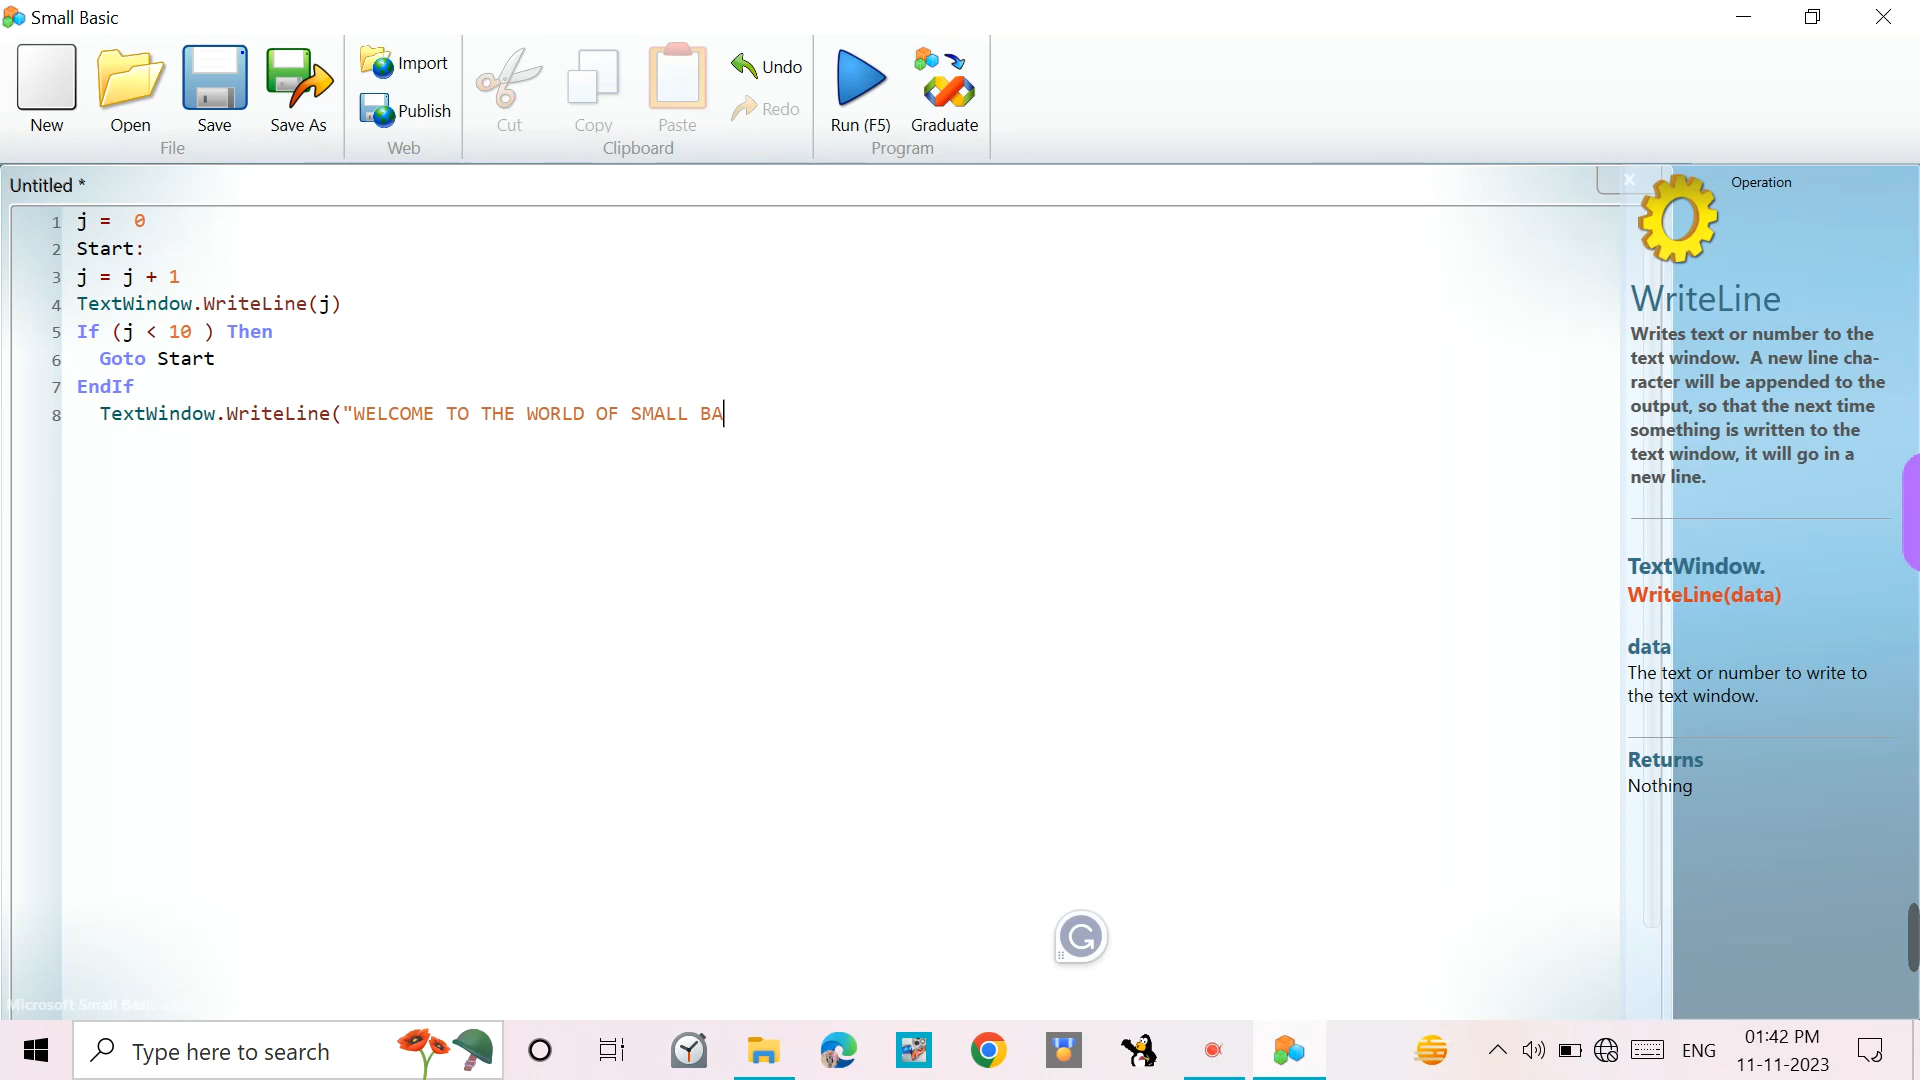 Small Basic
New
Open
Save
Save As
File
Import
Publish
Web
Cut
Copy
Paste
Clipboard
Undo
Redo
Run (F5)
Graduate
Program
Untitled *
1 j =  0
2 Start:
3 j = j + 1
4 TextWindow.WriteLine(j)
5 If (j < 10 ) Then
6   Goto Start
7 EndIf
8   TextWindow.WriteLine("WELCOME TO THE WORLD OF SMALL BA
Operation
WriteLine
Writes text or number to the
text window.  A new line cha-
racter will be appended to the
output, so that the next time
something is written to the
text window, it will go in a
new line.
TextWindow.
WriteLine(data)
data
The text or number to write to
the text window.
Returns
Nothing
Microsoft Small Basic
Type here to search
ENG
01:42 PM
11-11-2023